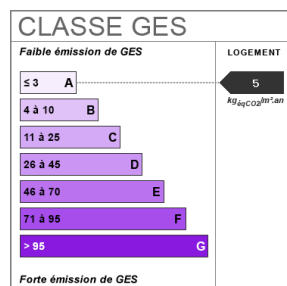 CLASSE GES
Faible émission de GES
LOGEMENT
≤ 3 A
5
kgéqCO2/m².an
4 à 10 B
11 à 25 C
26 à 45 D
46 à 70 E
71 à 95 F
> 95 G
Forte émission de GES